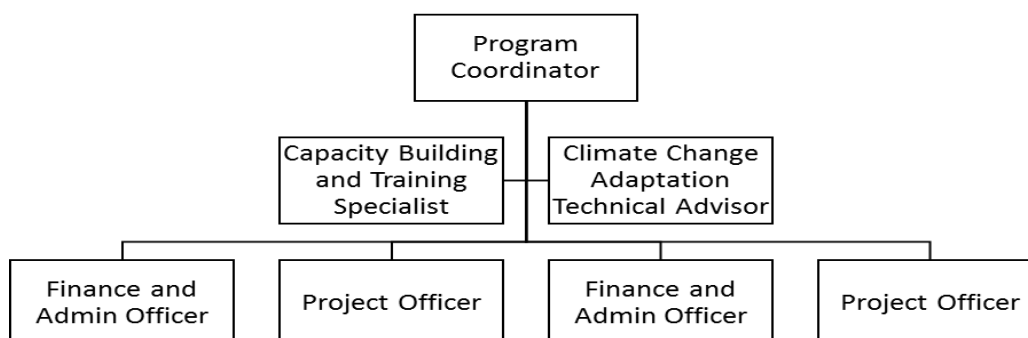 Program
Coordinator
Capacity Building
and Training
Specialist
Climate Change
Adaptation
Technical Advisor
Finance and
Admin Officer
Project Officer
Finance and
Admin Officer
Project Officer